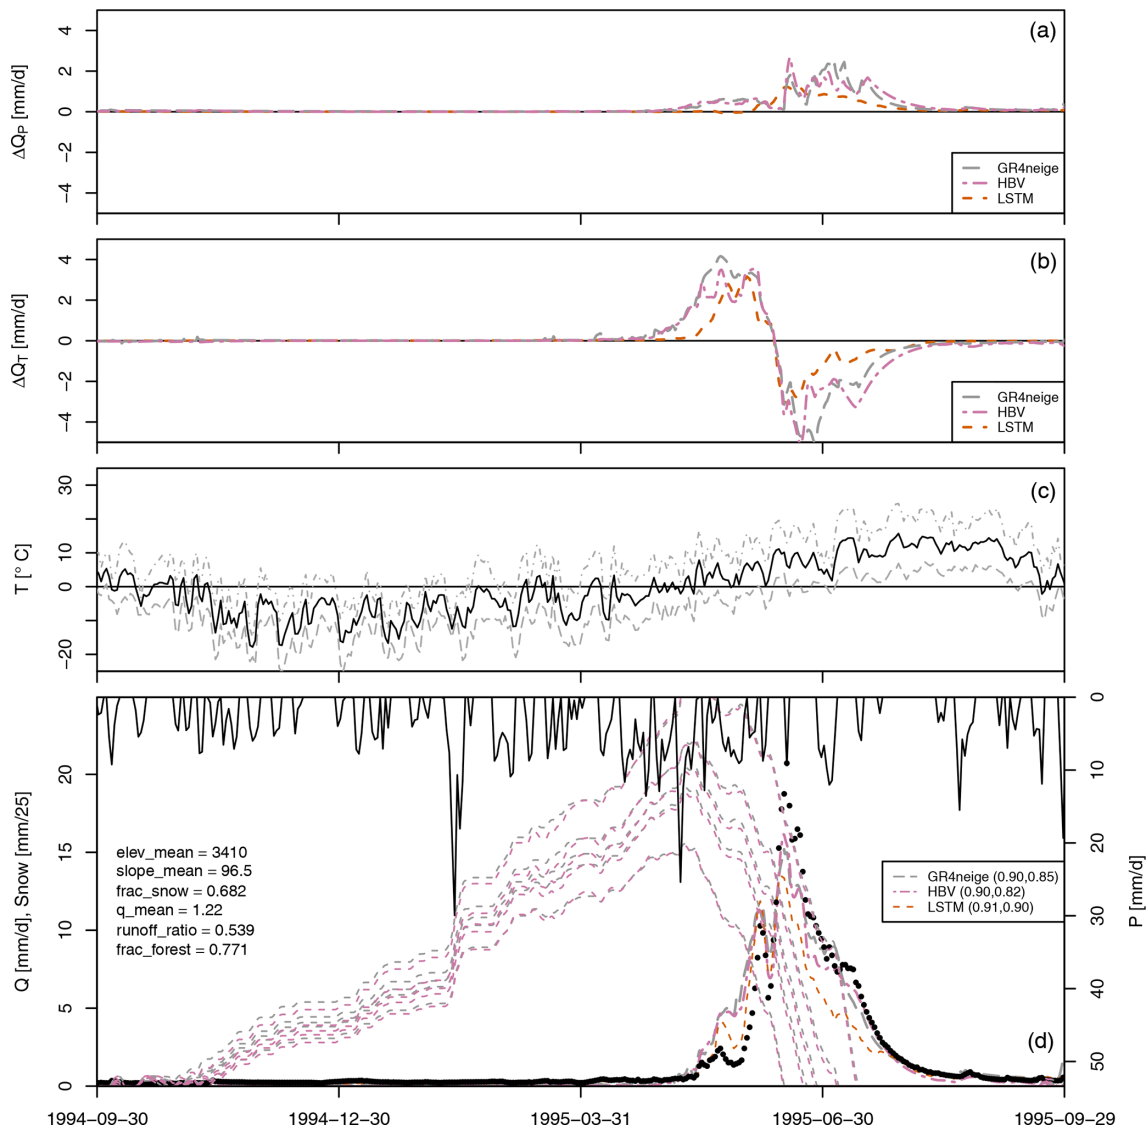 (a)
ΔQP [mm/d]
4
2
0
−2
−4
GR4neige
HBV
LSTM
(b)
ΔQT [mm/d]
4
2
0
−2
−4
GR4neige
HBV
LSTM
(c)
T [° C]
30
10
0
−20
(d)
Q [mm/d], Snow [mm/25]
20
15
10
5
0
P [mm/d]
0
10
20
30
40
50
elev_mean = 3410
slope_mean = 96.5
frac_snow = 0.682
q_mean = 1.22
runoff_ratio = 0.539
frac_forest = 0.771
GR4neige (0.90,0.85)
HBV (0.90,0.82)
LSTM (0.91,0.90)
1994−09−30 1994−12−30 1995−03−31 1995−06−30 1995−09−29